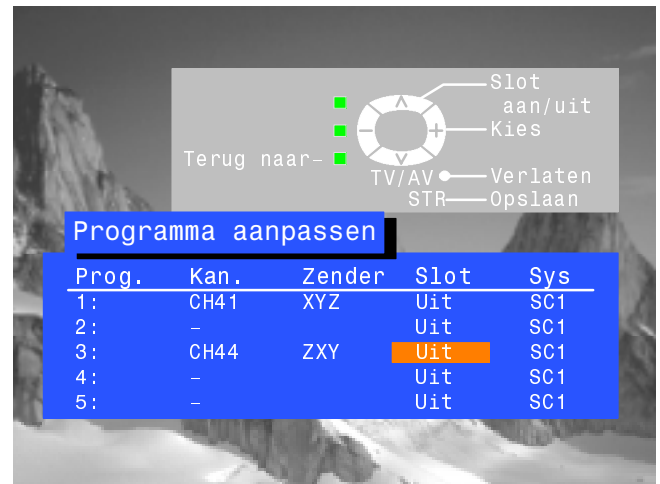 Slot
aan/uit
Kies
Terug naar
TV/AV Verlaten
STR Opslaan
Programma aanpassen
Prog. Kan. Zender Slot Sys
1: CH41 XYZ Uit SC1
2: – Uit SC1
3: CH44 ZXY Uit SC1
4: – Uit SC1
5: – Uit SC1